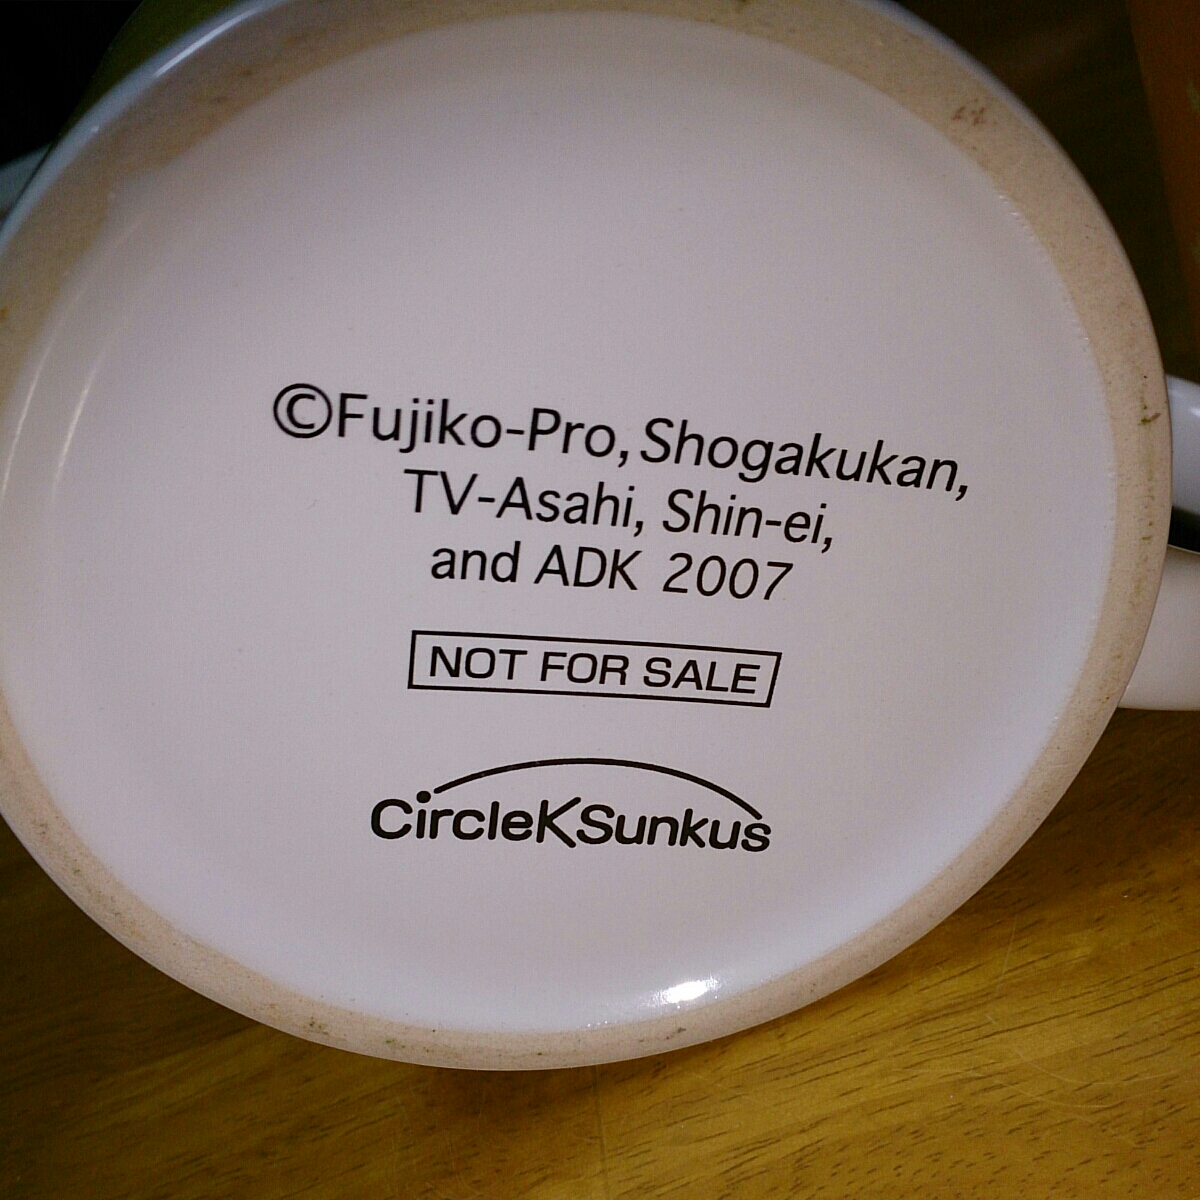 ©Fujiko-Pro, Shogakukan,
TV-Asahi, Shin-ei,
and ADK 2007
NOT FOR SALE
CircleKSunkus